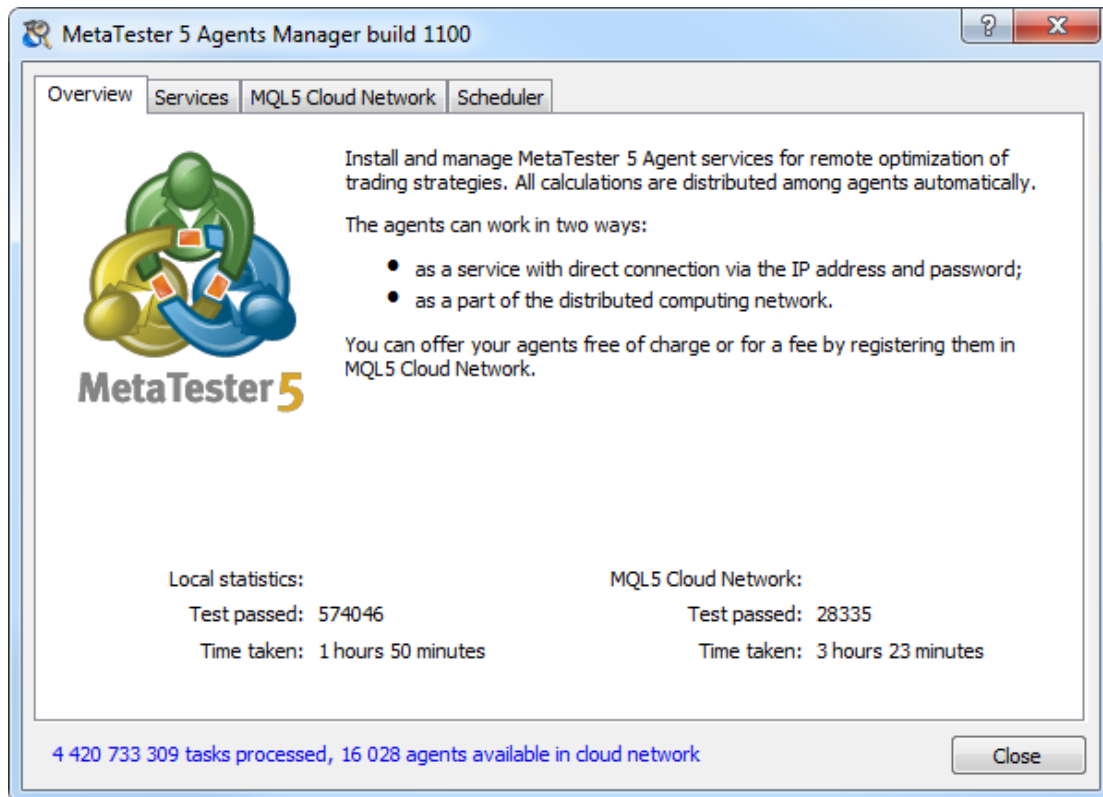 MetaTester 5 Agents Manager build 1100
?
Overview Services MQL5 Cloud Network Scheduler
Install and manage MetaTester 5 Agent services for remote optimization of
trading strategies. All calculations are distributed among agents automatically.
The agents can work in two ways:
• as a service with direct connection via the IP address and password;
• as a part of the distributed computing network.
You can offer your agents free of charge or for a fee by registering them in
MQL5 Cloud Network.
MetaTester 5
Local statistics: MQL5 Cloud Network:
Test passed: 574046 Test passed: 28335
Time taken: 1 hours 50 minutes Time taken: 3 hours 23 minutes
4 420 733 309 tasks processed, 16 028 agents available in cloud network Close